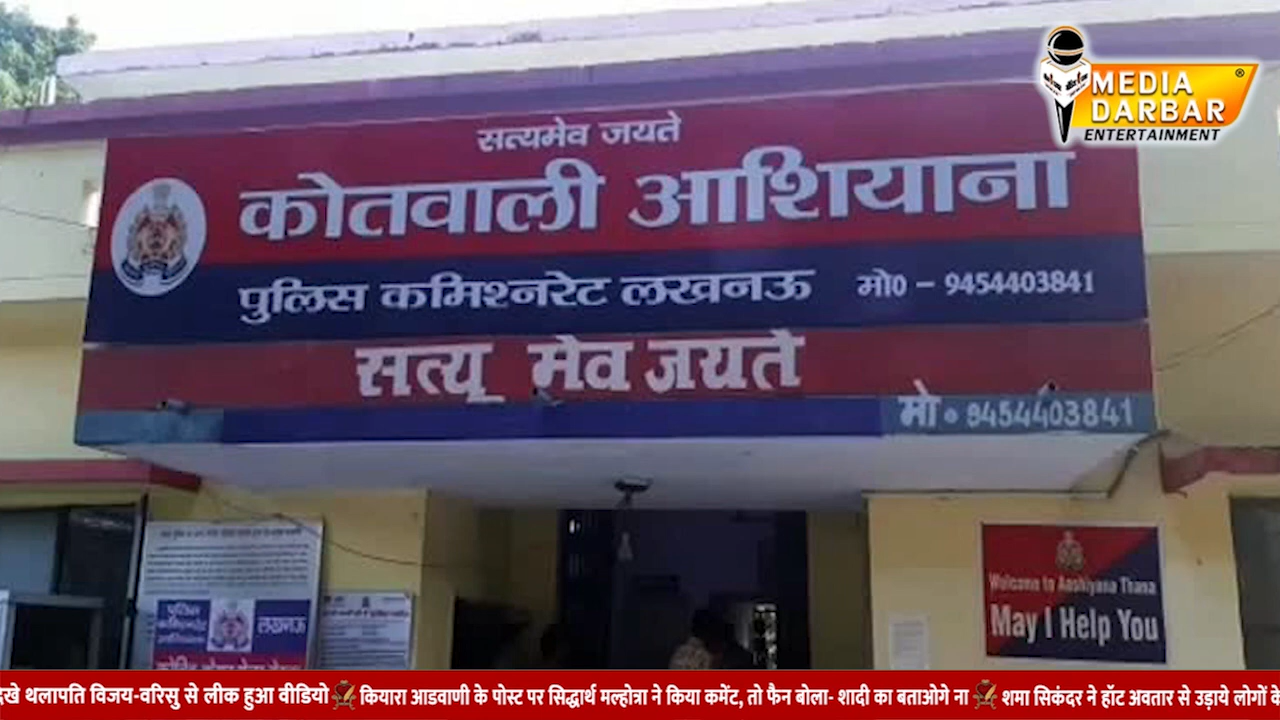 MEDIA
DARBAR
ENTERTAINMENT
सत्यमेव जयते
कोतवाली आशियाना
पुलिस कमिश्नरेट लखनऊ मो0 - 9454403841
सत्य मेव जयते
मो॰ 9454403841
पुलिस
कमिश्नरेट
लखनऊ
Welcome to Aashiyana Thana
May I Help You
देखे थलापति विजय-वरिसु से लीक हुआ वीडियो कियारा आडवाणी के पोस्ट पर सिद्धार्थ मल्होत्रा ने किया कमेंट, तो फैन बोला- शादी का बताओगे ना शमा सिकंदर ने हॉट अवतार से उड़ाये लोगों के